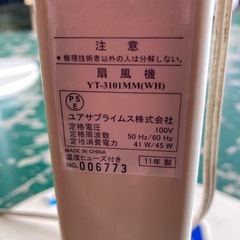 注意
*修理技術者以外の人は分解しない。
扇風機
YT-3101MM(WH)
PSE
ユアサプライムス株式会社
定格電圧 100V
定格周波数 50 Hz/60 Hz
定格消費電力 41 W/45 W
MADE IN CHINA
温度ヒューズ付き
11年製
NO. 006773